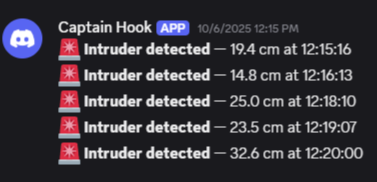 Captain Hook APP 10/6/2025 12:15 PM
🚨 Intruder detected — 19.4 cm at 12:15:16
🚨 Intruder detected — 14.8 cm at 12:16:13
🚨 Intruder detected — 25.0 cm at 12:18:10
🚨 Intruder detected — 23.5 cm at 12:19:07
🚨 Intruder detected — 32.6 cm at 12:20:00